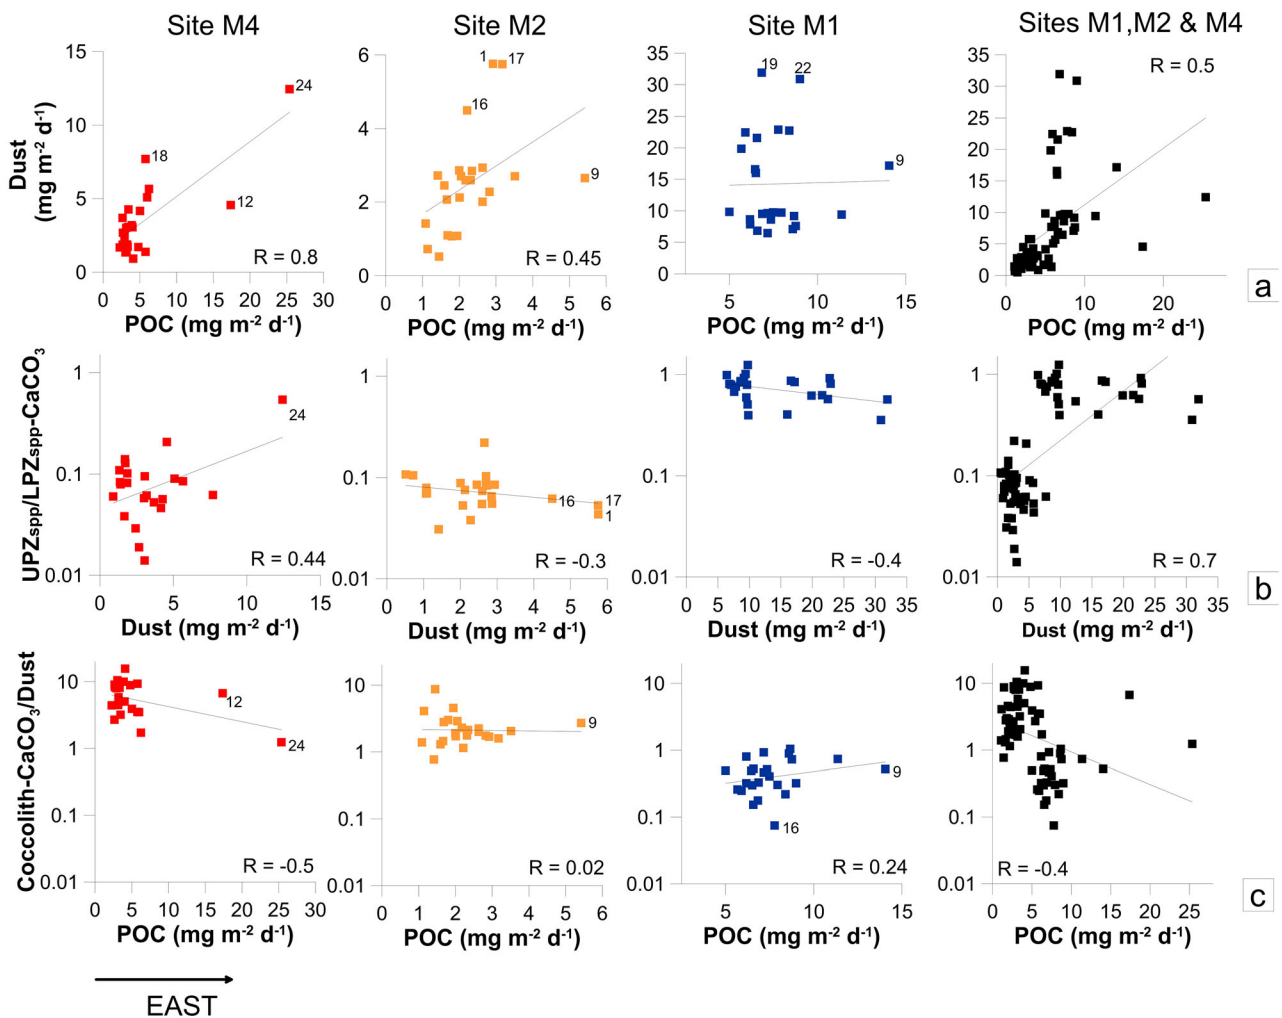 Site M4
Site M2
Site M1
Sites M1,M2 & M4
Dust
(mg m-2 d-1)
15
10
5
0
24
18
12
R = 0.8
0 5 10 15 20 25 30
POC (mg m-2 d-1)
6
4
2
0
1
17
16
9
R = 0.45
0 1 2 3 4 5 6
POC (mg m-2 d-1)
35
30
25
20
15
10
5
0
19
22
9
5 10 15
POC (mg m-2 d-1)
35
30
25
20
15
10
5
0
R = 0.5
0 10 20
POC (mg m-2 d-1)
a
UPZspp/LPZspp-CaCO3
1
0.1
0.01
24
R = 0.44
0 5 10 15
Dust (mg m-2 d-1)
1
0.1
0.01
16
17
1
R = -0.3
0 1 2 3 4 5 6
Dust (mg m-2 d-1)
1
0.1
0.01
R = -0.4
0 5 10 15 20 25 30 35
Dust (mg m-2 d-1)
1
0.1
0.01
R = 0.7
0 5 10 15 20 25 30 35
Dust (mg m-2 d-1)
b
Coccolith-CaCO3/Dust
10
1
0.1
0.01
12
24
R = -0.5
0 5 10 15 20 25 30
POC (mg m-2 d-1)
10
1
0.1
0.01
9
R = 0.02
0 1 2 3 4 5 6
POC (mg m-2 d-1)
10
1
0.1
0.01
9
16
R = 0.24
5 10 15
POC (mg m-2 d-1)
10
1
0.1
0.01
R = -0.4
0 5 10 15 20 25
POC (mg m-2 d-1)
c
EAST